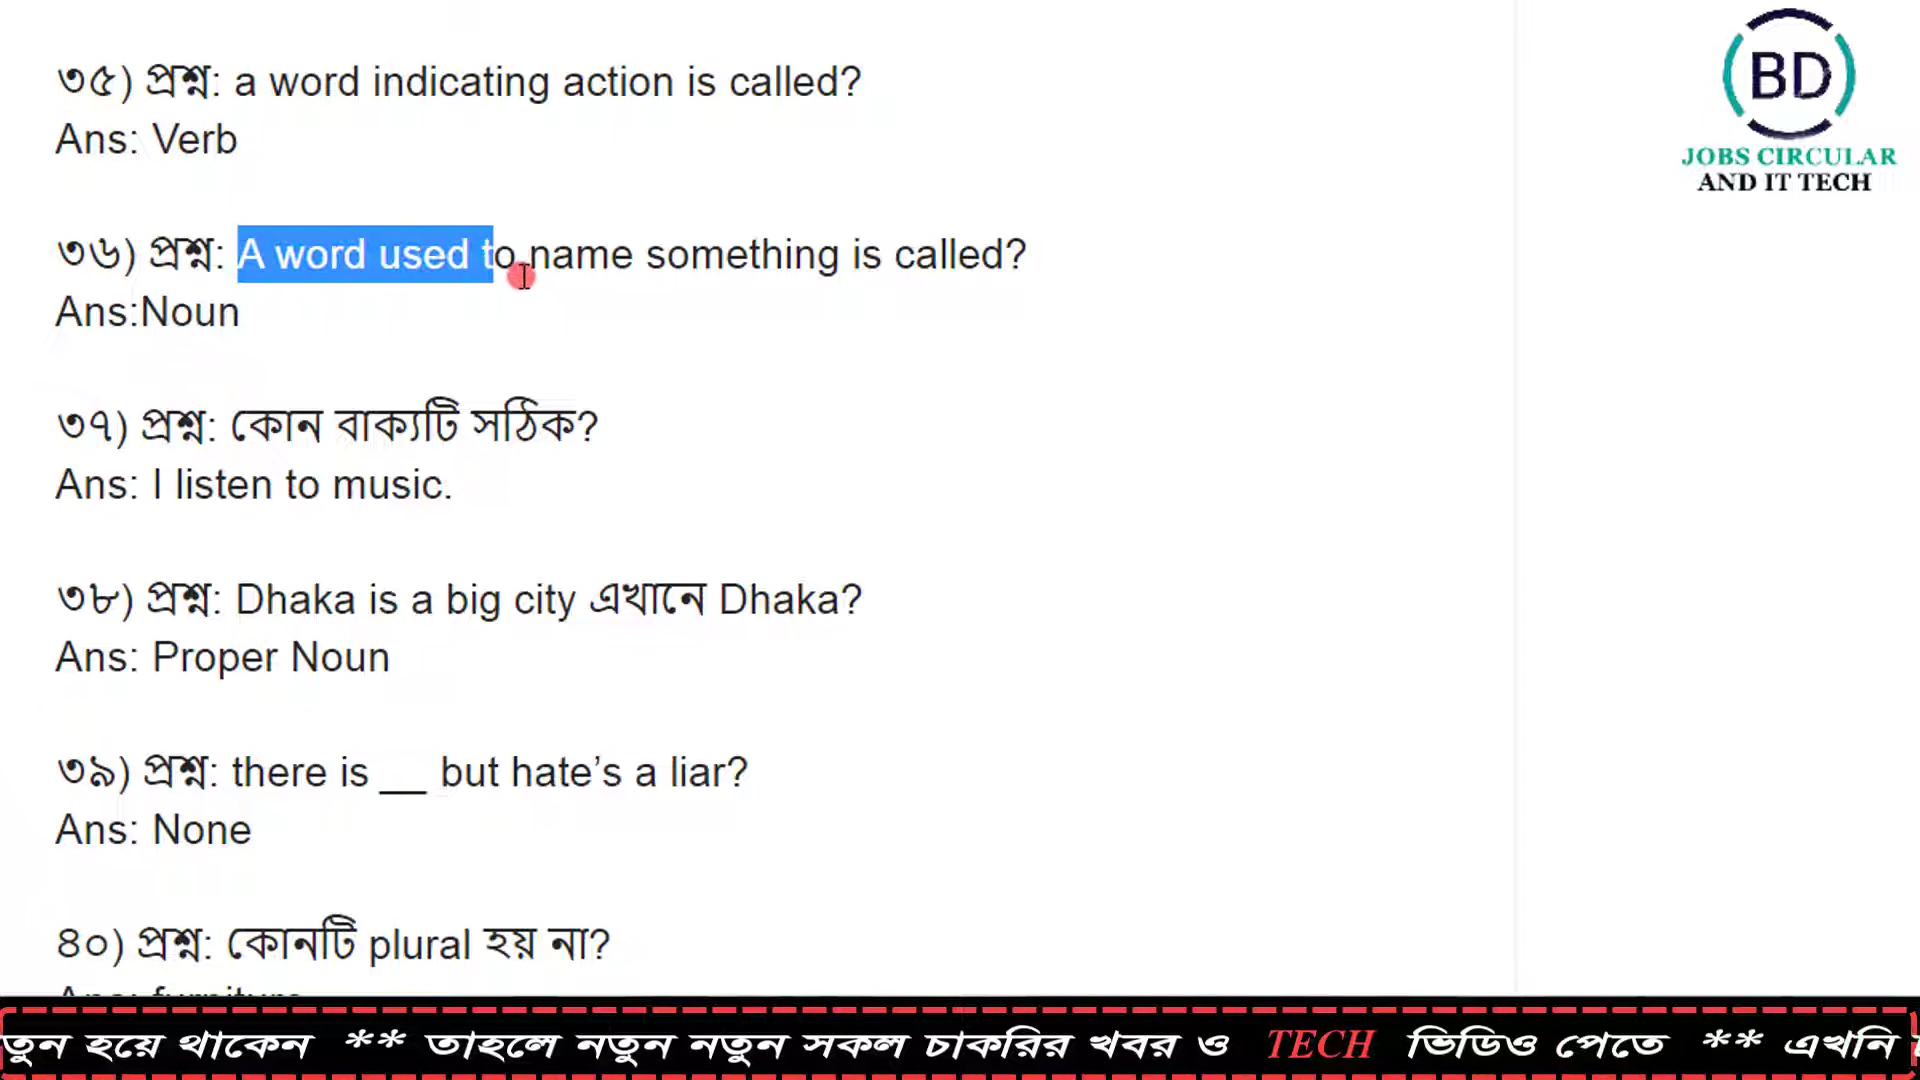 ৩৫) প্রশ্ন: a word indicating action is called?
Ans: Verb
৩৬) প্রশ্ন: A word used to name something is called?
Ans:Noun
৩৭) প্রশ্ন: কোন বাক্যটি সঠিক?
Ans: I listen to music.
৩৮) প্রশ্ন: Dhaka is a big city এখানে Dhaka?
Ans: Proper Noun
৩৯) প্রশ্ন: there is __ but hate’s a liar?
Ans: None
৪০) প্রশ্ন: কোনটি plural হয় না?
Ans: furniture
BD
JOBS CIRCULAR
AND IT TECH
তুন হয়ে থাকেন ** তাহলে নতুন নতুন সকল চাকরির খবর ও TECH ভিডিও পেতে ** এখনি